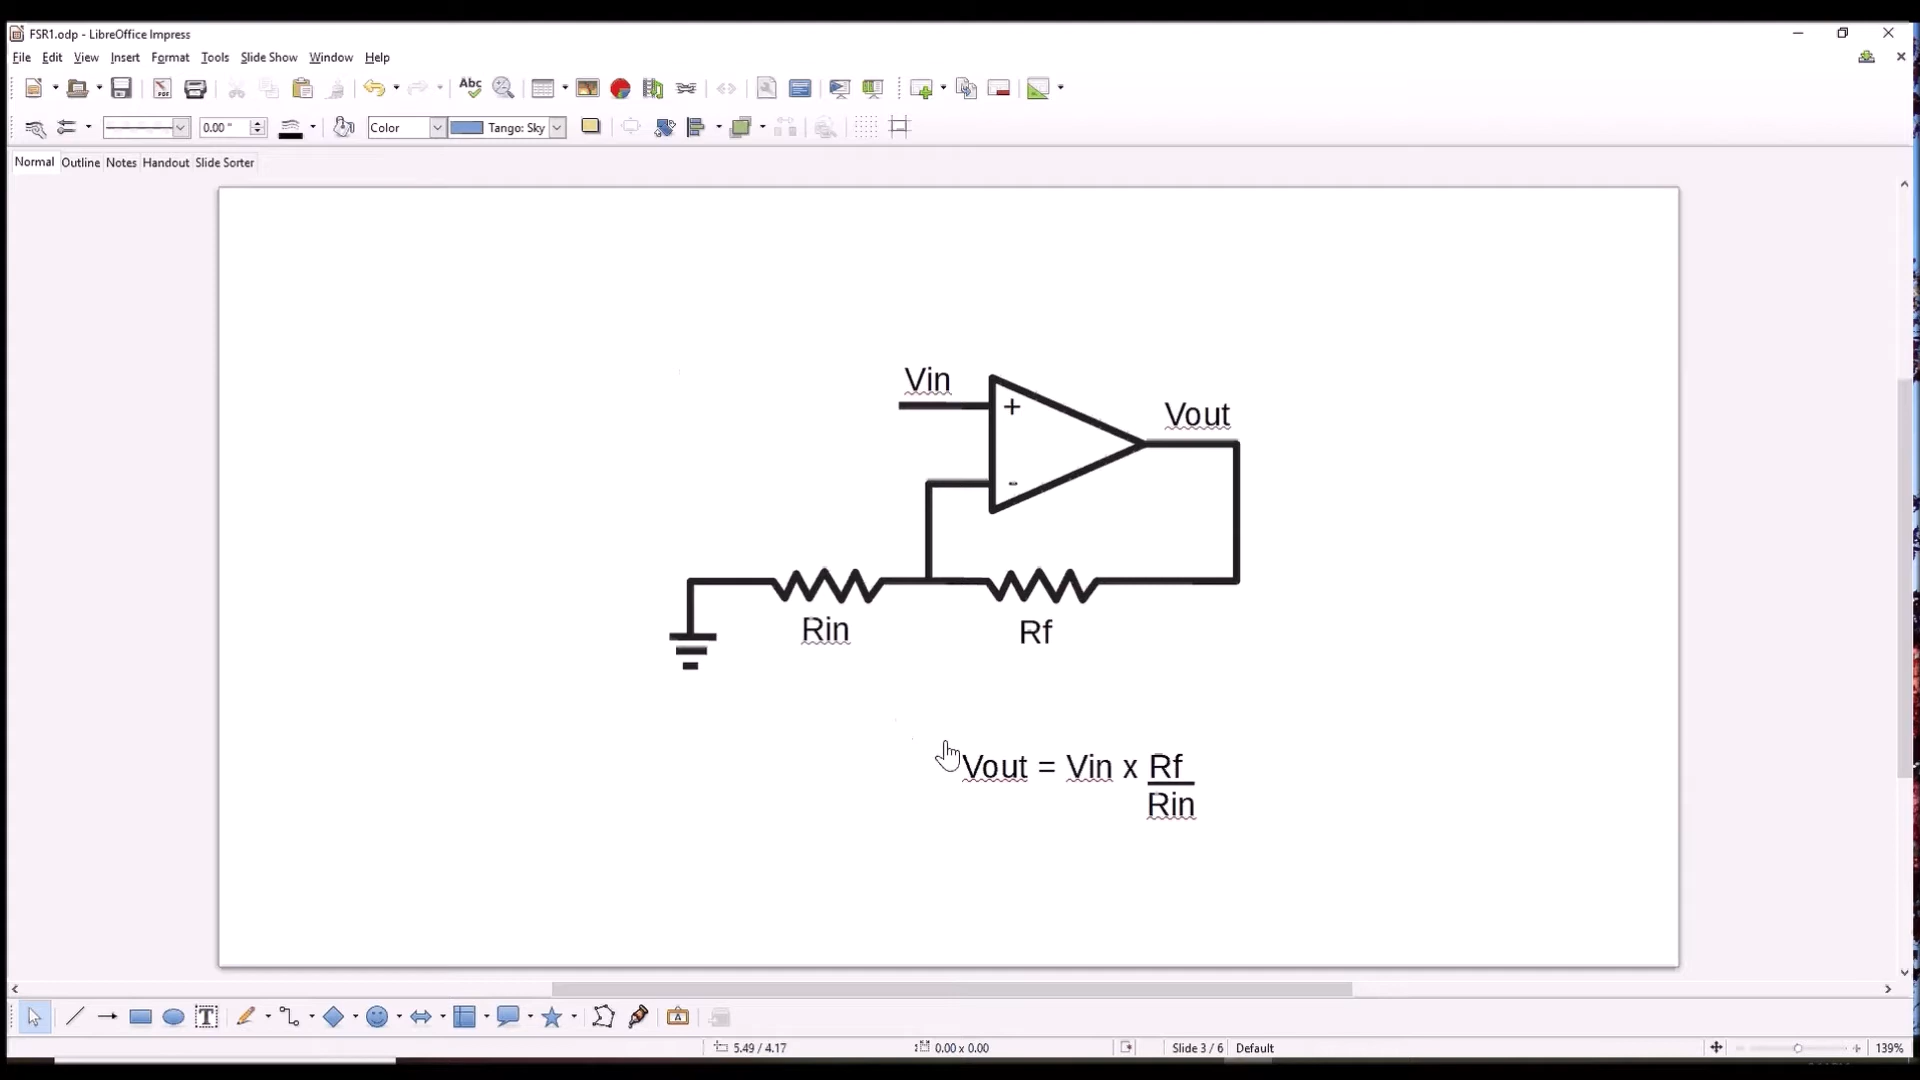 FSR1.odp - LibreOffice Impress
File Edit View Insert Format Tools Slide Show Window Help
Abc
PDF
0.00 " Color Tango: Sky
Normal Outline Notes Handout Slide Sorter
Vin
+
Vout
-
Rin
Rf
Vout = Vin x Rf
Rin
T
A
5.49 / 4.17 0.00 x 0.00 Slide 3 / 6 Default 139%